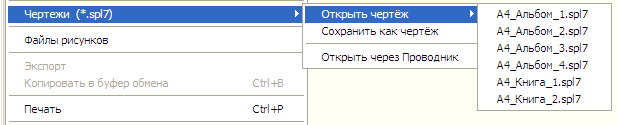 Чертежи (*.spl7)
Файлы рисунков
Экспорт
Копировать в буфер обмена Ctrl+B
Печать Ctrl+P
Открыть чертёж
Сохранить как чертёж
Открыть через Проводник
A4_Альбом_1.spl7
A4_Альбом_2.spl7
A4_Альбом_3.spl7
A4_Альбом_4.spl7
A4_Книга_1.spl7
A4_Книга_2.spl7